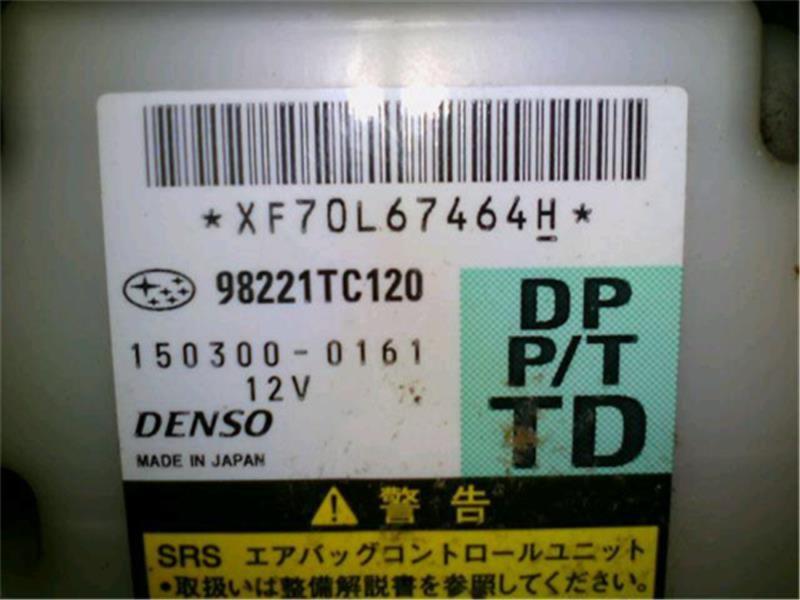 *XF70L67464H*
98221TC120
150300-0161
12V
DENSO
MADE IN JAPAN
DP
P/T
TD
警告
SRS エアバッグコントロールユニット
・取扱いは整備解説書を参照してください。